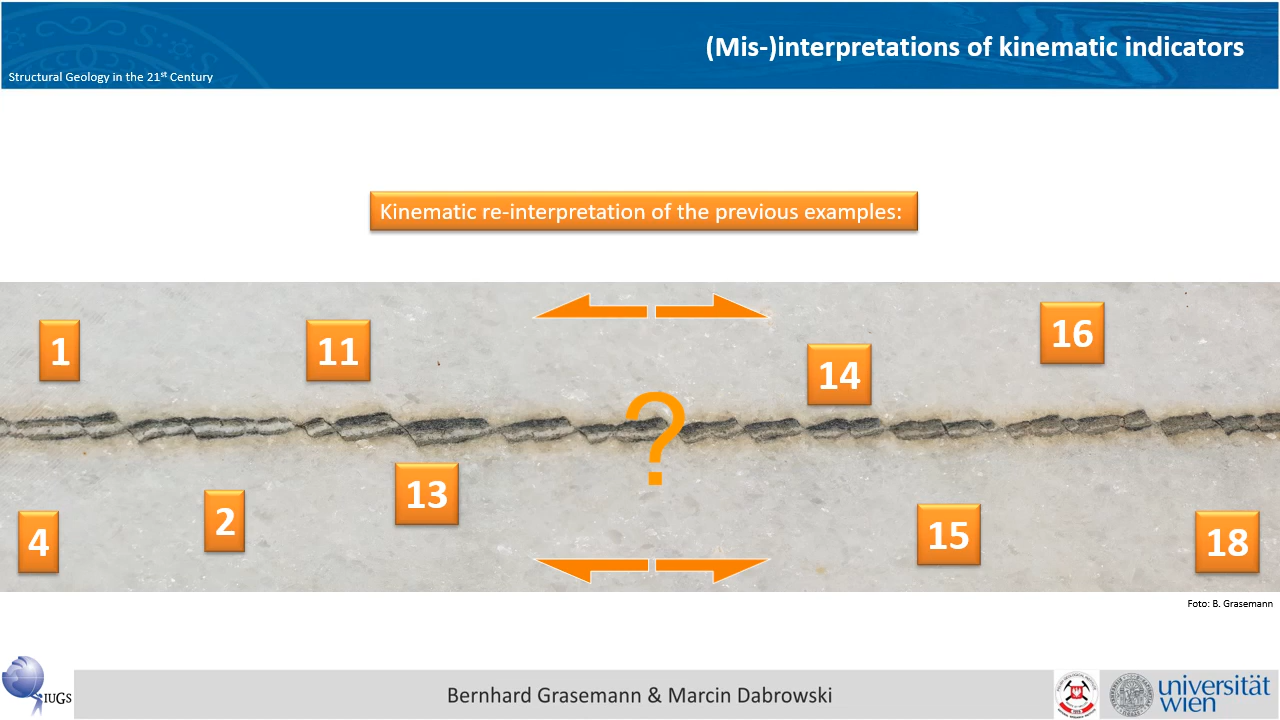 (Mis-)interpretations of kinematic indicators
Structural Geology in the 21st Century
Kinematic re-interpretation of the previous examples:
1
11
14
16
?
4
2
13
15
18
Foto: B. Grasemann
IUGS
Bernhard Grasemann & Marcin Dabrowski
universität
wien